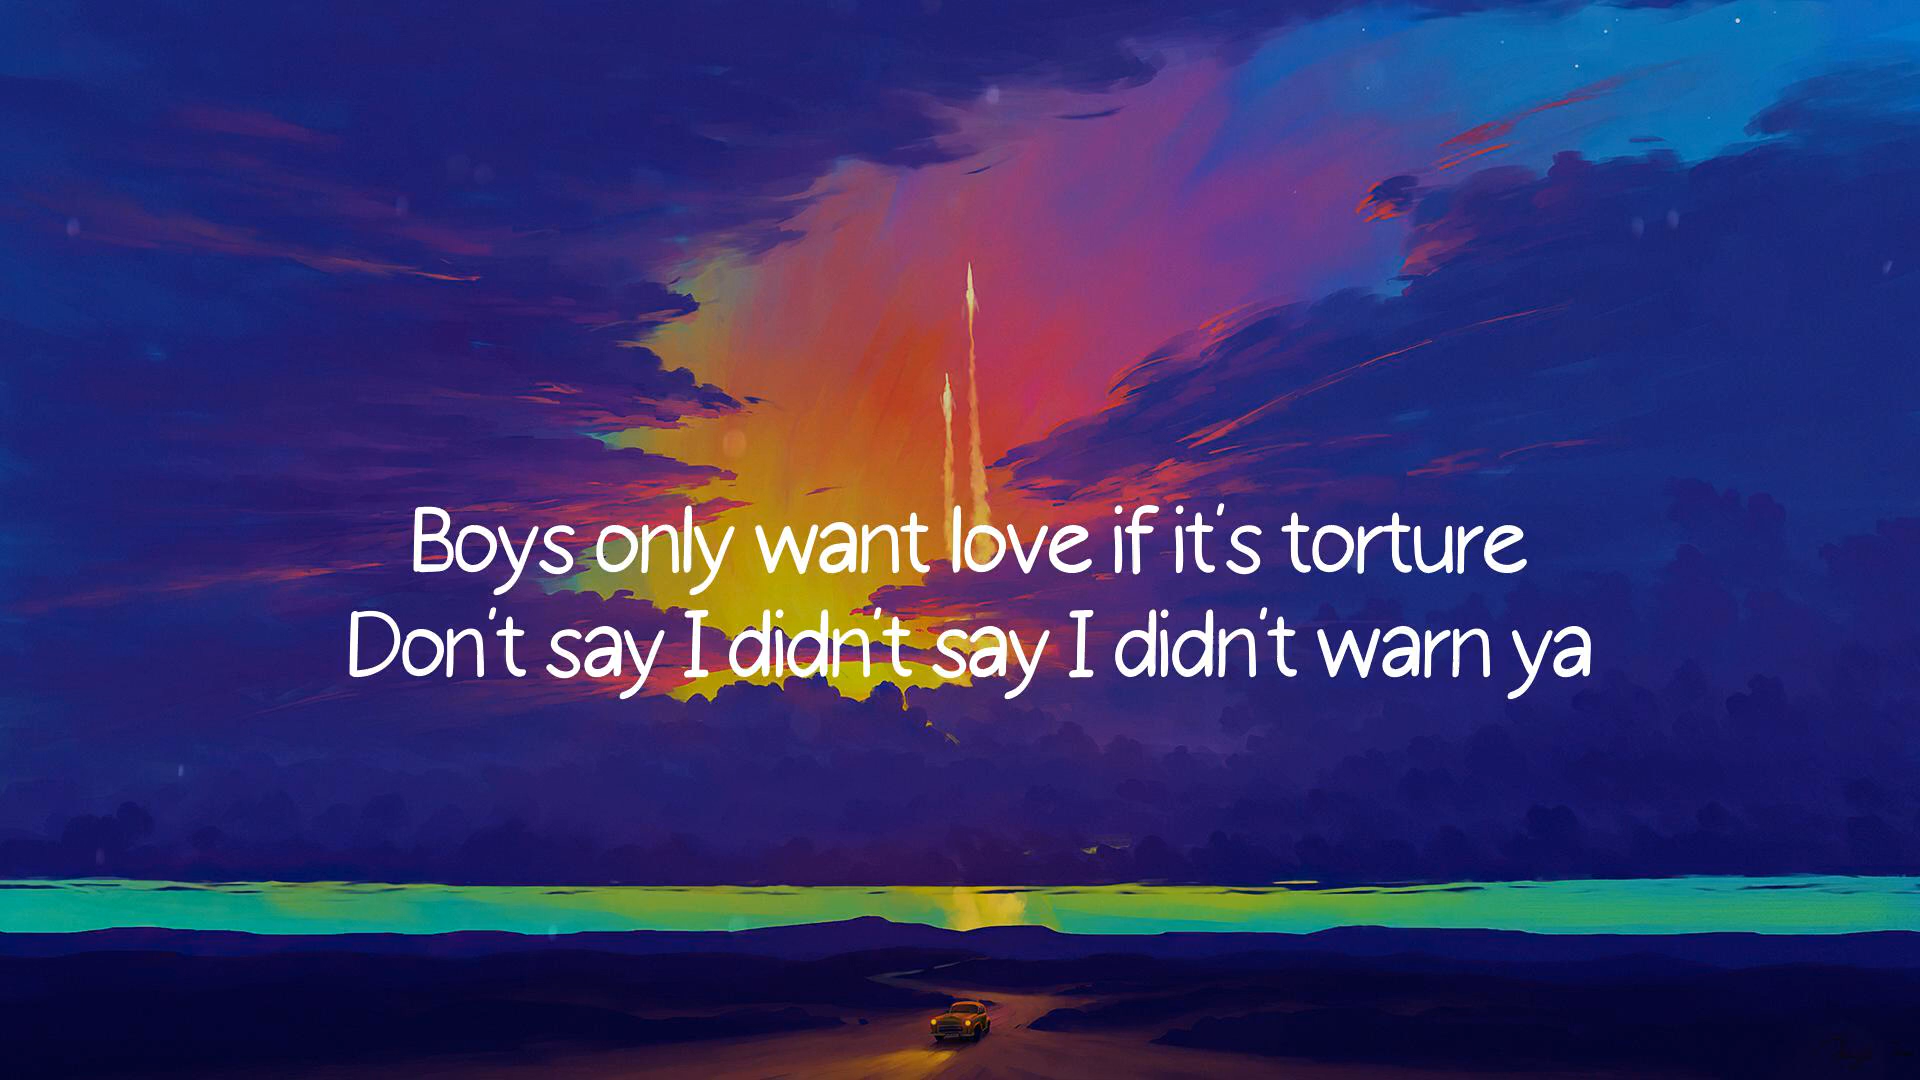 Boys only want love if it's torture
Don't say I didn't say I didn't warn ya